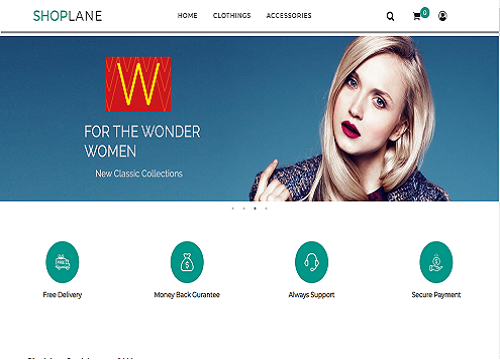 SHOPLANE
HOME CLOTHINGS ACCESSORIES
0
W
FOR THE WONDER
WOMEN
New Classic Collections
FREE
$
Free Delivery
Money Back Gurantee
Always Support
Secure Payment